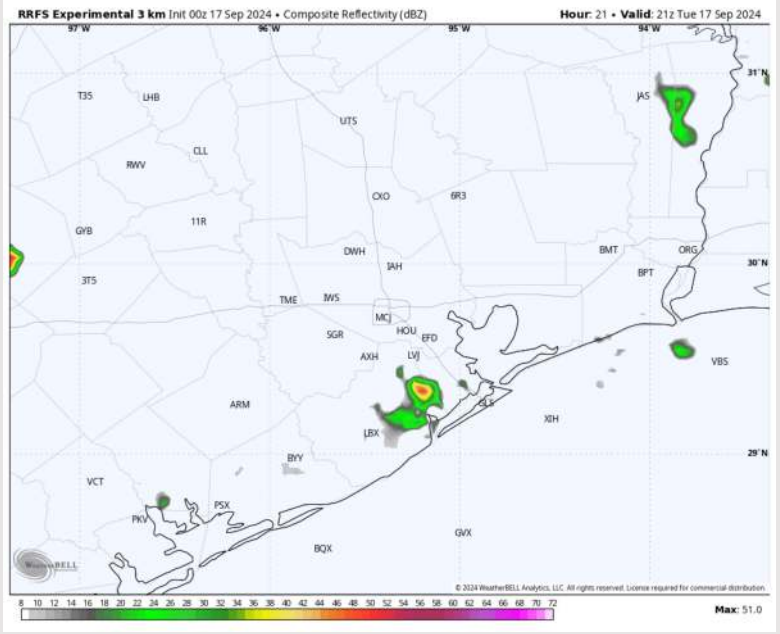 RRFS Experimental 3 km Init 00z 17 Sep 2024 • Composite Reflectivity (dBZ) Hour: 21 • Valid: 21z Tue 17 Sep 2024
97°W 96°W 95°W 94°W
31°N
T35 LHB JAS
UTS
CLL
RWV
CXO 6R3
11R
GYB
DWH BMT ORG
IAH 30°N
3T5 BPT
TME IWS
MCJ
SGR HOU EFD
AXH LVJ VBS
ARM GLS
XIH
LBX
29°N
BYY
VCT
PSX
PKV
GVX
BQX
WeatherBELL
© 2024 WeatherBELL Analytics, LLC. All rights reserved. License required for commercial distribution.
8 10 12 14 16 18 20 22 24 26 28 30 32 34 36 38 40 42 44 46 48 50 52 54 56 58 60 62 64 66 68 70 72 Max: 51.0